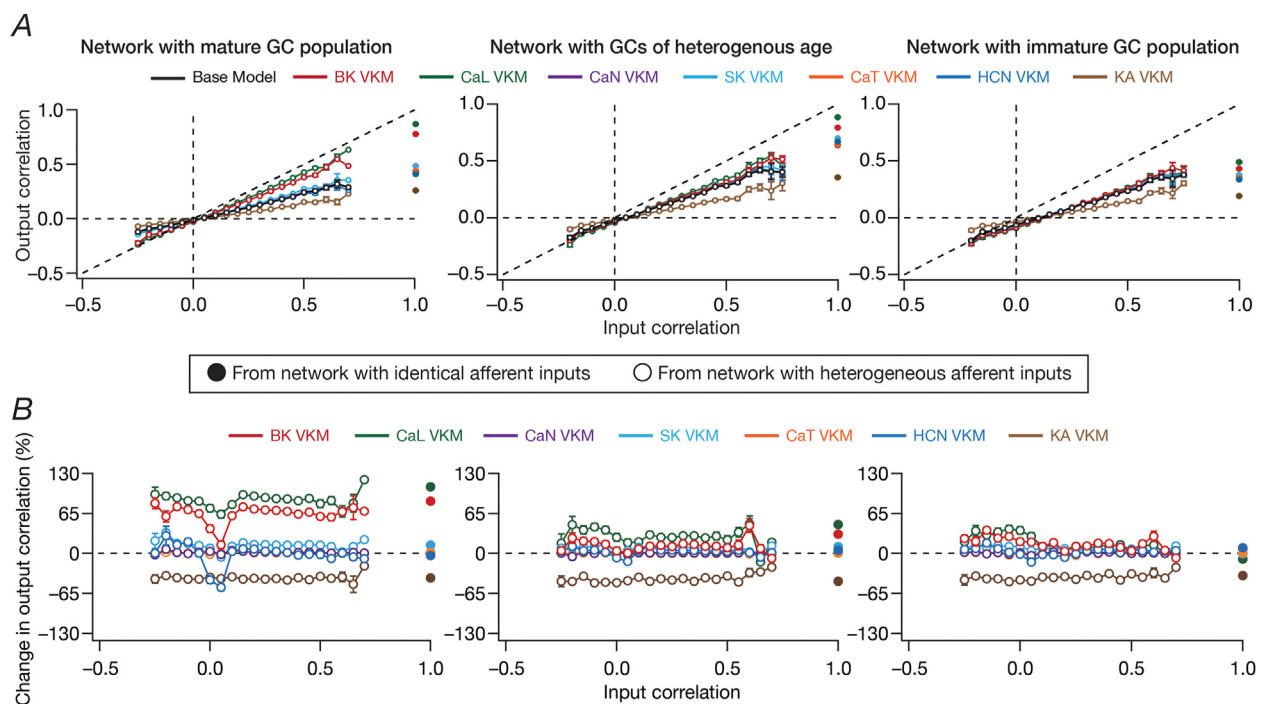 A
Network with mature GC population
Network with GCs of heterogenous age
Network with immature GC population
Base Model BK VKM CaL VKM CaN VKM SK VKM CaT VKM HCN VKM KA VKM
Output correlation
1.0
0.5
0.0
−0.5
−0.5 0.0 0.5 1.0
1.0
0.5
0.0
−0.5
−0.5 0.0 0.5 1.0
1.0
0.5
0.0
−0.5
−0.5 0.0 0.5 1.0
Input correlation
From network with identical afferent inputs From network with heterogeneous afferent inputs
B
BK VKM CaL VKM CaN VKM SK VKM CaT VKM HCN VKM KA VKM
Change in output correlation (%)
130
65
0
−65
−130
−0.5 0.0 0.5 1.0
130
65
0
−65
−130
−0.5 0.0 0.5 1.0
130
65
0
−65
−130
−0.5 0.0 0.5 1.0
Input correlation